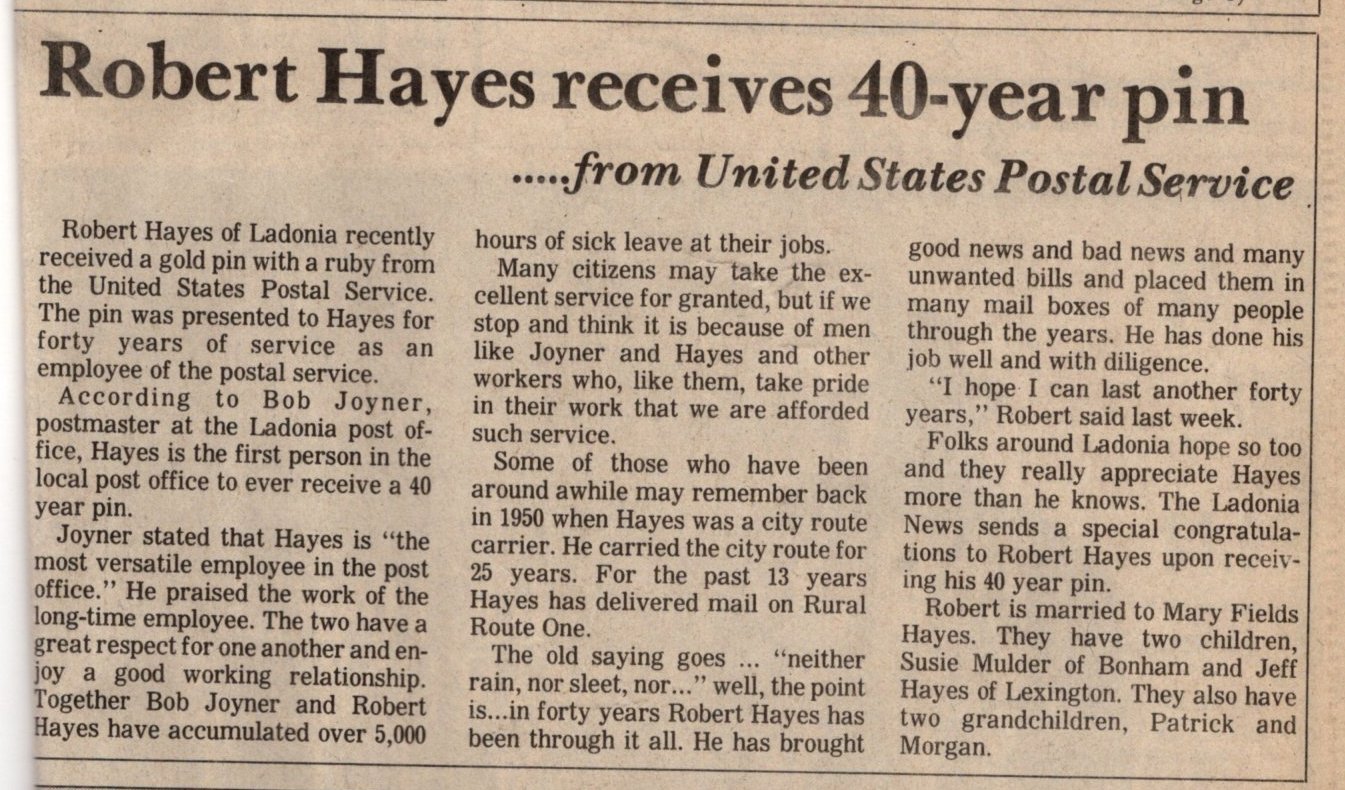 Robert Hayes receives 40-year pin
.....from United States Postal Service
Robert Hayes of Ladonia recently
received a gold pin with a ruby from
the United States Postal Service.
The pin was presented to Hayes for
forty years of service as an
employee of the postal service.
According to Bob Joyner,
postmaster at the Ladonia post of-
fice, Hayes is the first person in the
local post office to ever receive a 40
year pin.
Joyner stated that Hayes is "the
most versatile employee in the post
office." He praised the work of the
long-time employee. The two have a
great respect for one another and en-
joy a good working relationship.
Together Bob Joyner and Robert
Hayes have accumulated over 5,000
hours of sick leave at their jobs.
Many citizens may take the ex-
cellent service for granted, but if we
stop and think it is because of men
like Joyner and Hayes and other
workers who, like them, take pride
in their work that we are afforded
such service.
Some of those who have been
around awhile may remember back
in 1950 when Hayes was a city route
carrier. He carried the city route for
25 years. For the past 13 years
Hayes has delivered mail on Rural
Route One.
The old saying goes ... "neither
rain, nor sleet, nor..." well, the point
is...in forty years Robert Hayes has
been through it all. He has brought
good news and bad news and many
unwanted bills and placed them in
many mail boxes of many people
through the years. He has done his
job well and with diligence.
"I hope I can last another forty
years," Robert said last week.
Folks around Ladonia hope so too
and they really appreciate Hayes
more than he knows. The Ladonia
News sends a special congratula-
tions to Robert Hayes upon receiv-
ing his 40 year pin.
Robert is married to Mary Fields
Hayes. They have two children,
Susie Mulder of Bonham and Jeff
Hayes of Lexington. They also have
two grandchildren, Patrick and
Morgan.